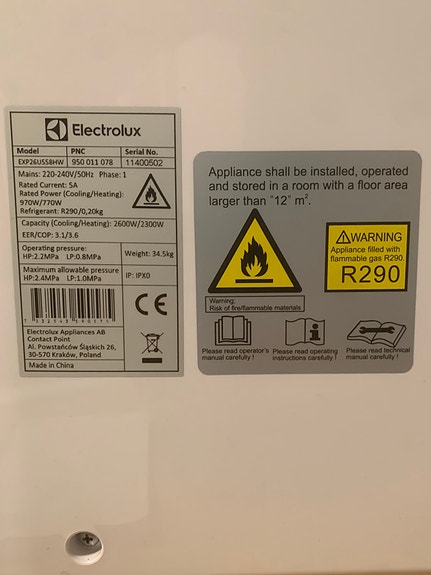 Electrolux
Model PNC Serial No.
EXP26U558HW 950 011 078 11400502
Mains: 220-240V/50Hz Phase: 1
Rated Current: 5A
Rated Power (Cooling/Heating):
970W/770W
Refrigerant: R290/0,20kg
Capacity (Cooling/Heating): 2600W/2300W
EER/COP: 3.1/3.6
Operating pressure:
HP:2.2MPa LP:0.8MPa
Weight: 34.5kg
Maximum allowable pressure
HP:2.4MPa LP:1.0MPa
IP: IPX0
CE
Electrolux Appliances AB
Contact Point
Al. Powstańców Śląskich 26,
30-570 Kraków, Poland
Made in China
Appliance shall be installed, operated
and stored in a room with a floor area
larger than "12" m².
WARNING
Appliance filled with
flammable gas R290.
R290
Warning;
Risk of fire/flammable materials
Please read operator's
manual carefully !
Please read operating
instructions carefully !
Please read technical
manual carefully !